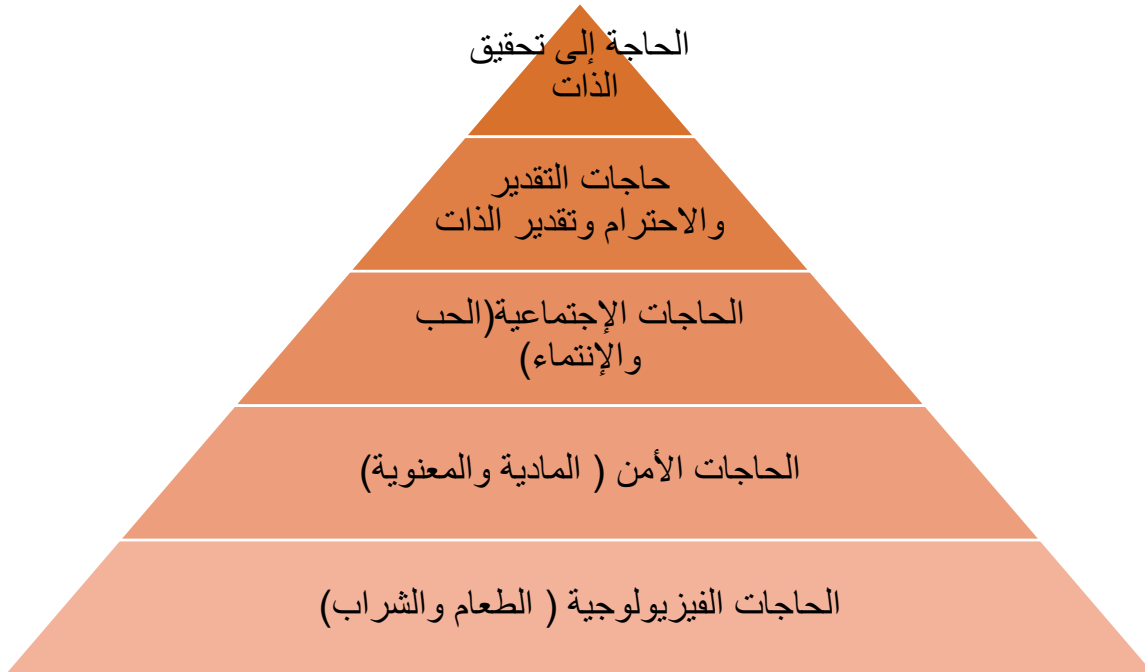 الحاجة إلى تحقيق
الذات
حاجات التقدير
والاحترام وتقدير الذات
الحاجات الإجتماعية(الحب
والإنتماء)
الحاجات الأمن ( المادية والمعنوية)
الحاجات الفيزيولوجية ( الطعام والشراب)